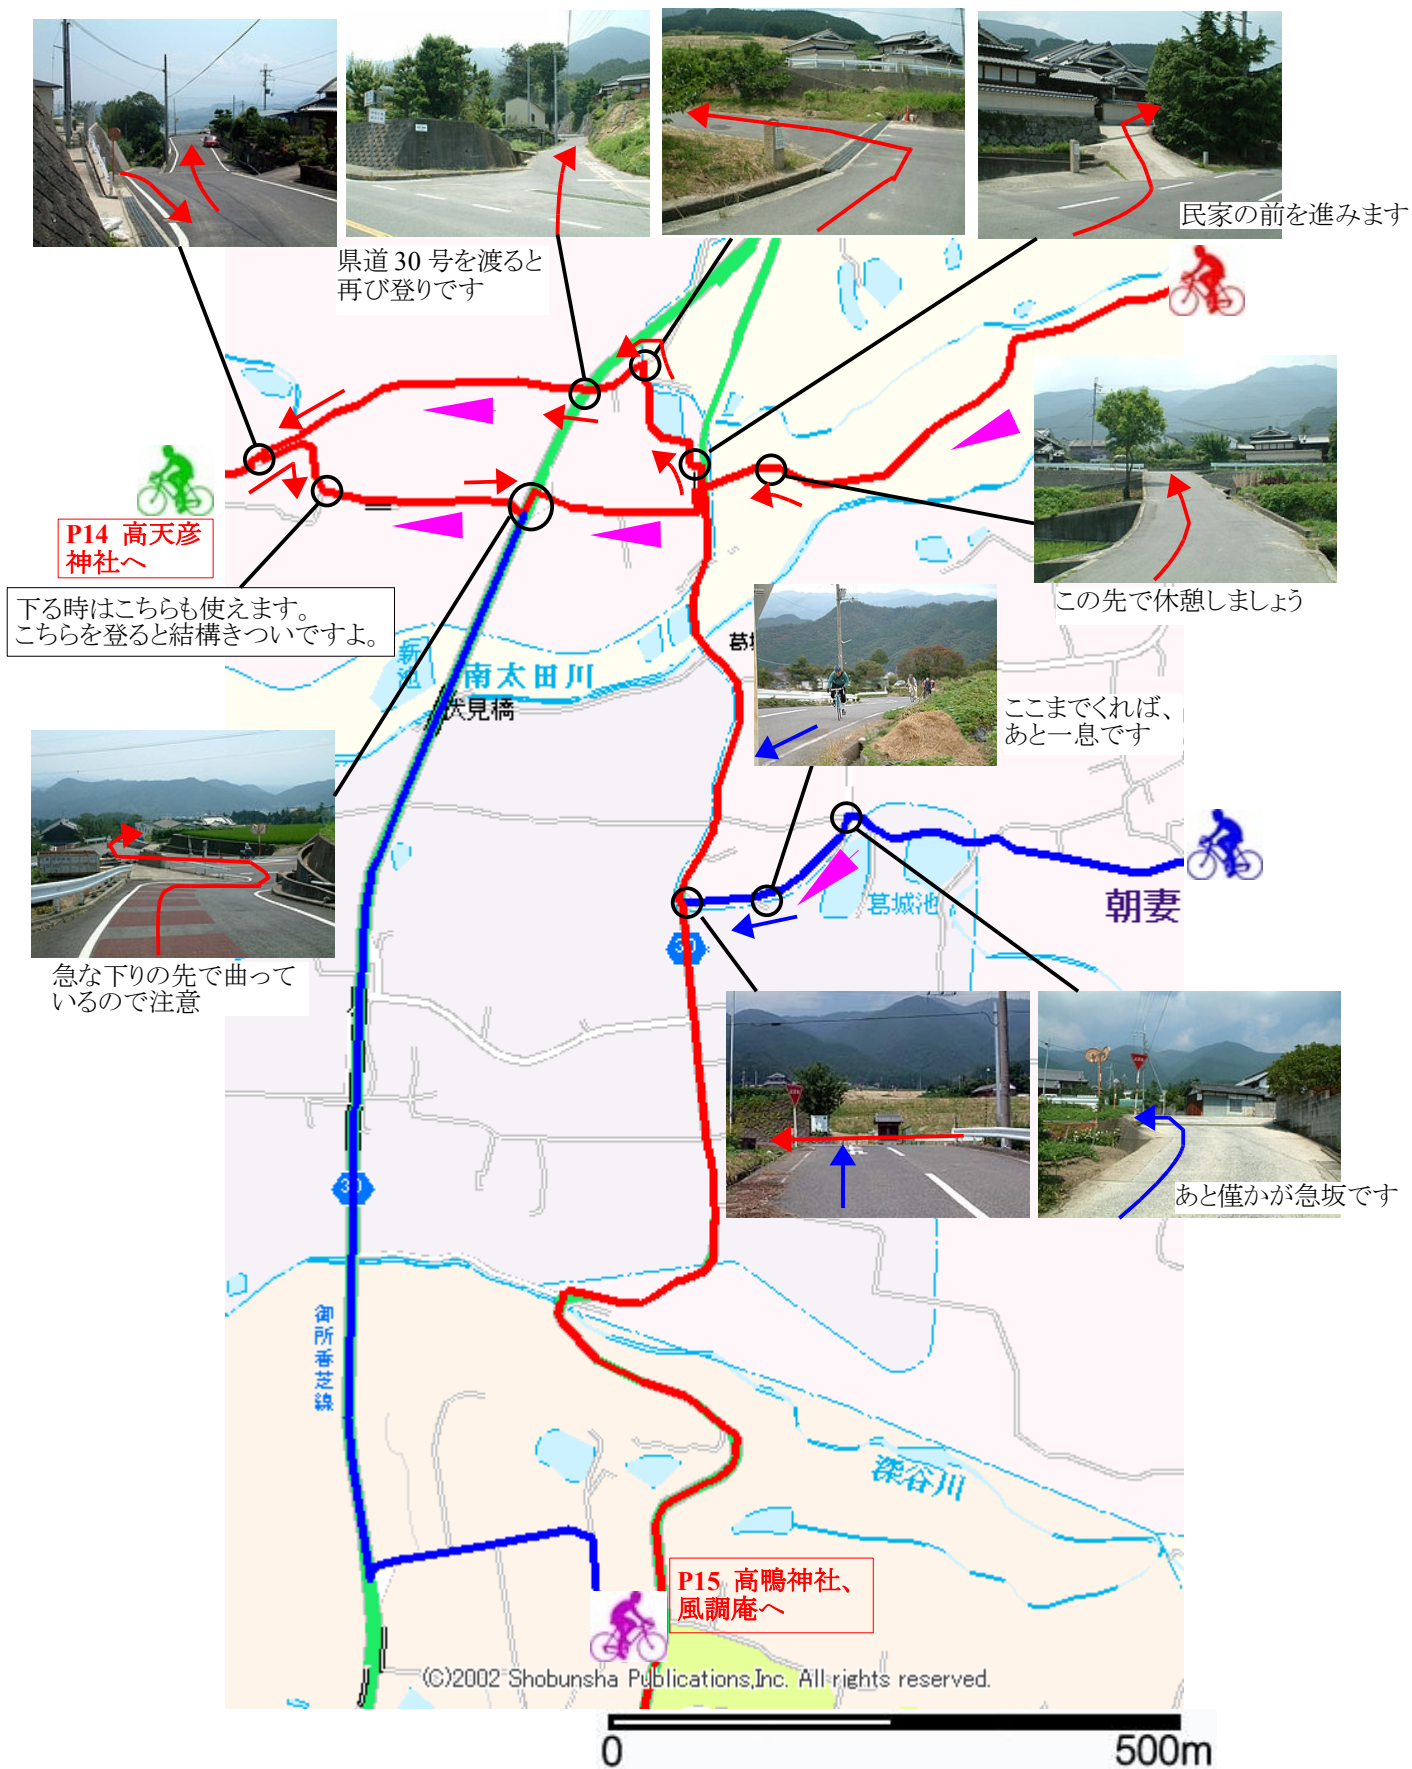 民家の前を進みます
県道 30 号を渡ると
再び登りです
P14 高天彦
神社へ
下る時はこちらも使えます。
こちらを登ると結構きついですよ。
この先で休憩しましょう
新池
南太田川
伏見橋
葛
ここまでくれば、
あと一息です
急な下りの先で曲って
いるので注意
葛城池
朝妻
30
あと僅かが急坂です
30
御所香芝線
深谷川
P15 高鴨神社、
風調庵へ
(C)2002 Shobunsha Publications,Inc. All rights reserved.
0 500m